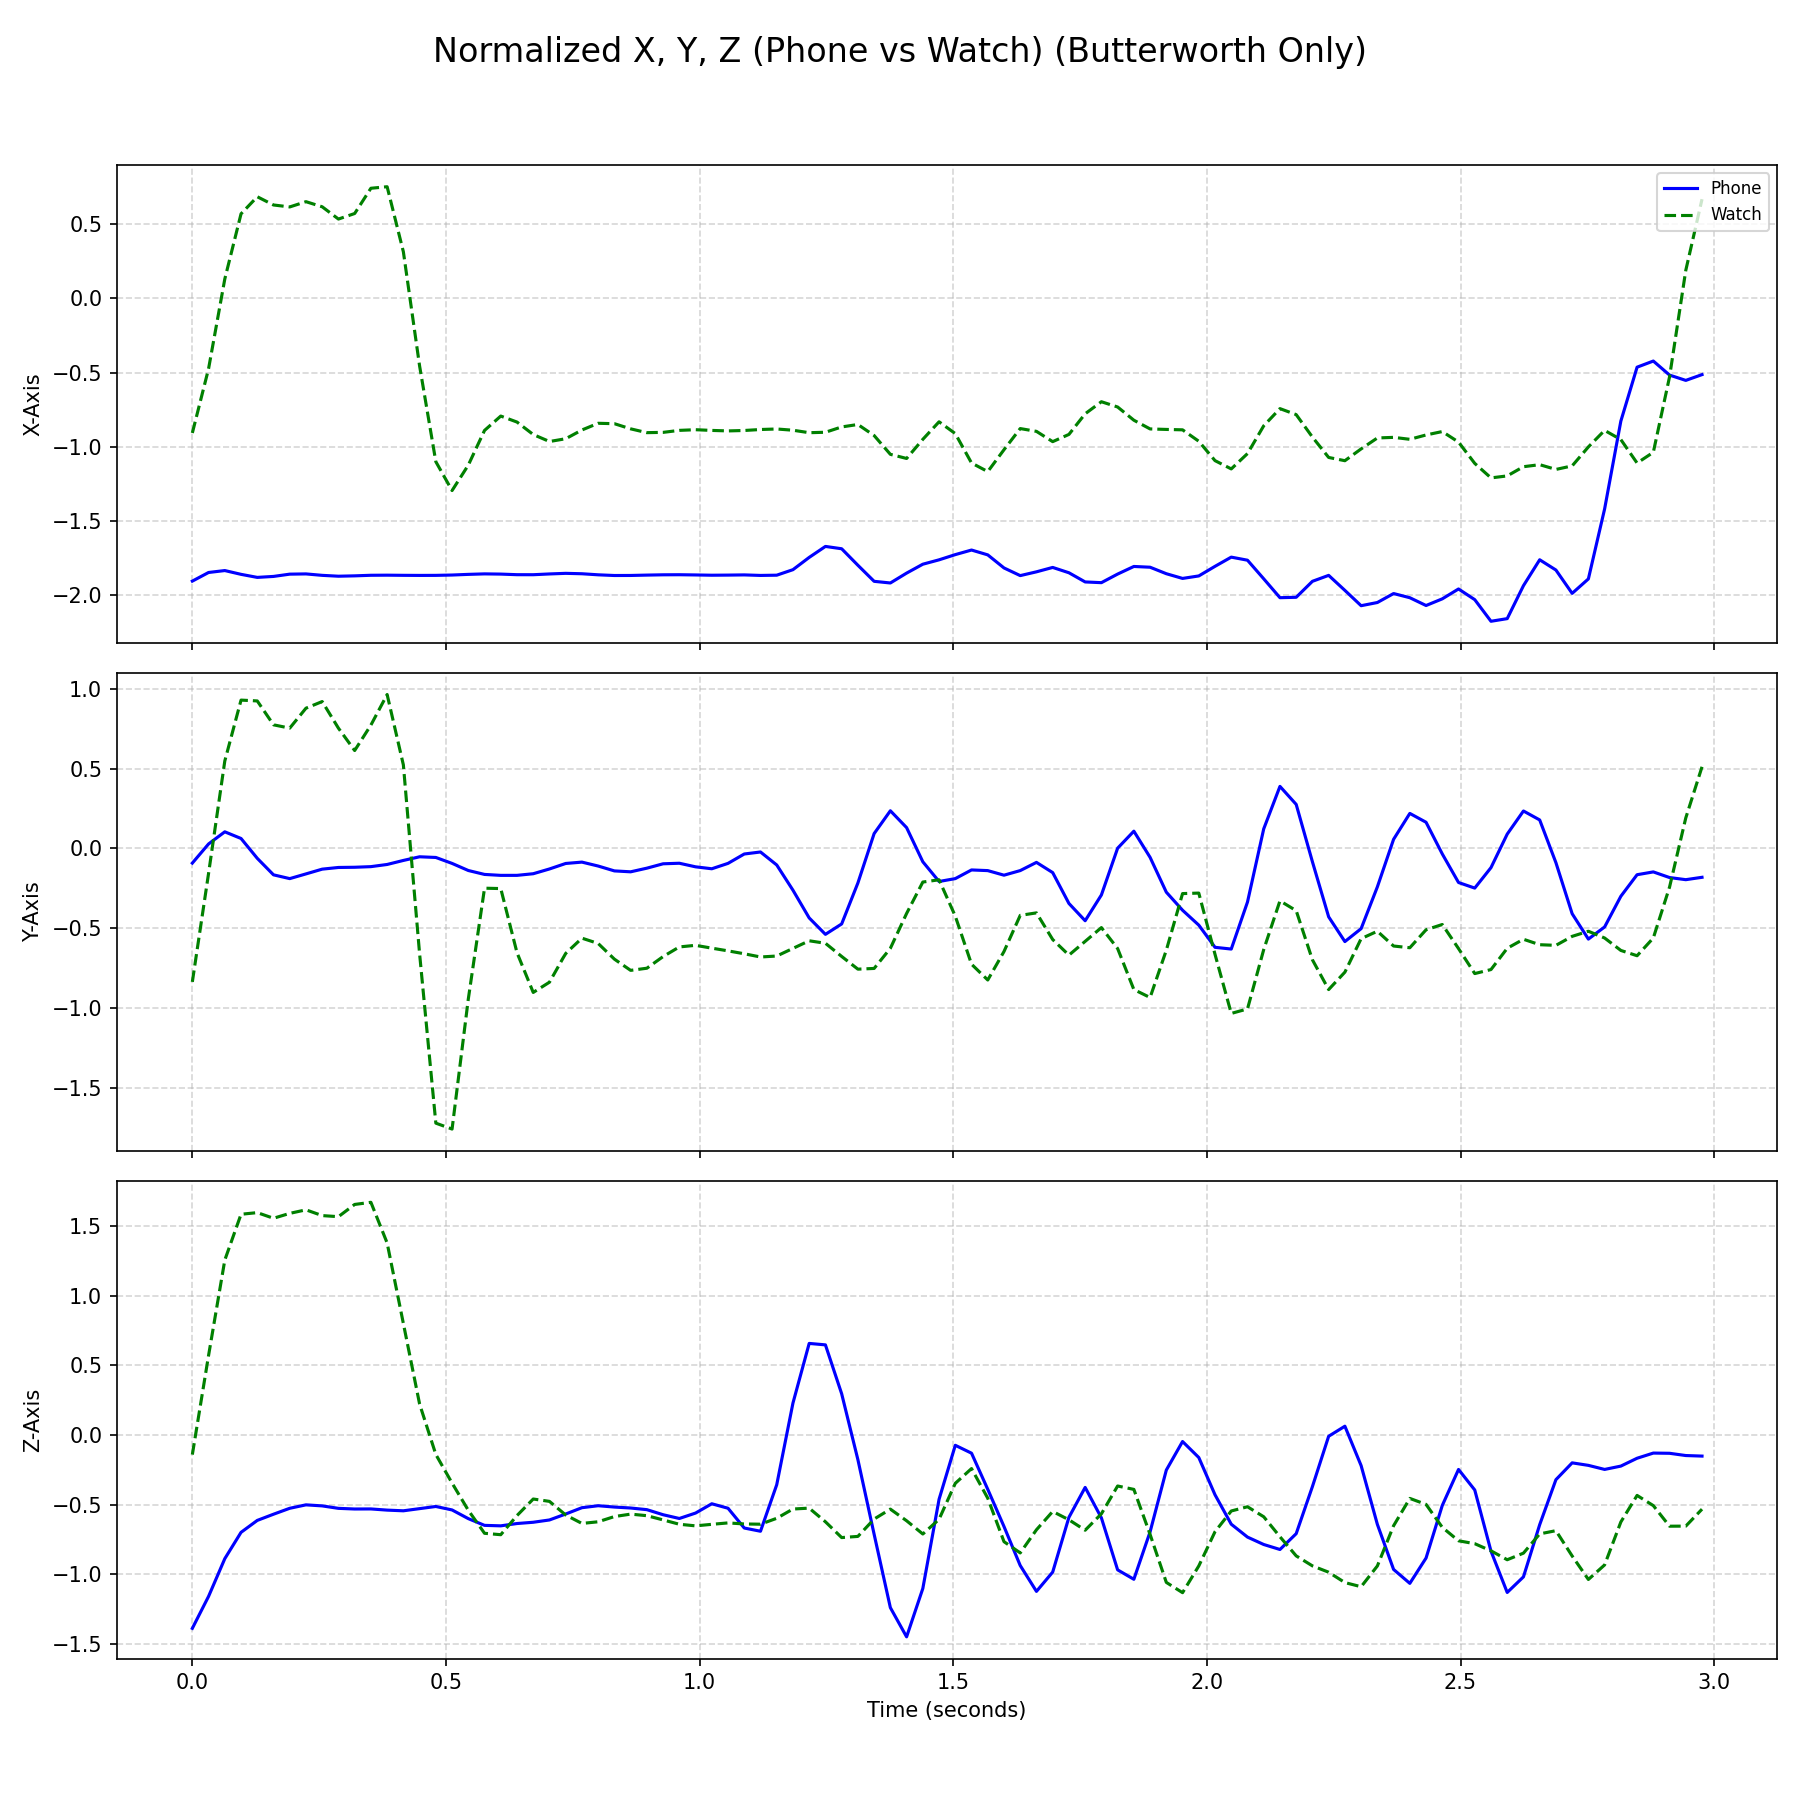 Normalized X, Y, Z (Phone vs Watch) (Butterworth Only)
Phone
Watch
0.5
0.0
−0.5
−1.0
−1.5
−2.0
X-Axis
1.0
0.5
0.0
−0.5
−1.0
−1.5
Y-Axis
1.5
1.0
0.5
0.0
−0.5
−1.0
−1.5
Z-Axis
0.0 0.5 1.0 1.5 2.0 2.5 3.0
Time (seconds)